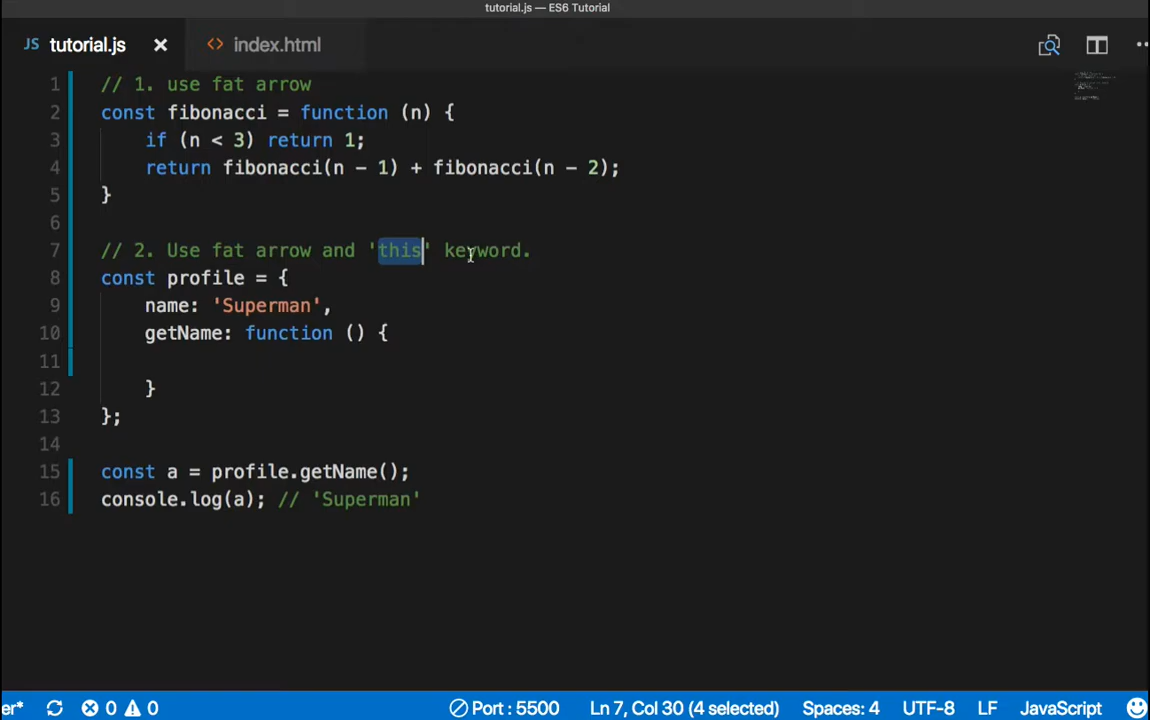 tutorial.js — ES6 Tutorial
JS tutorial.js × <> index.html
1 // 1. use fat arrow
2 const fibonacci = function (n) {
3 if (n < 3) return 1;
4 return fibonacci(n - 1) + fibonacci(n - 2);
5 }
6
7 // 2. Use fat arrow and 'this' keyword.
8 const profile = {
9 name: 'Superman',
10 getName: function () {
11
12 }
13 };
14
15 const a = profile.getName();
16 console.log(a); // 'Superman'
er* 0 0 Port : 5500 Ln 7, Col 30 (4 selected) Spaces: 4 UTF-8 LF JavaScript